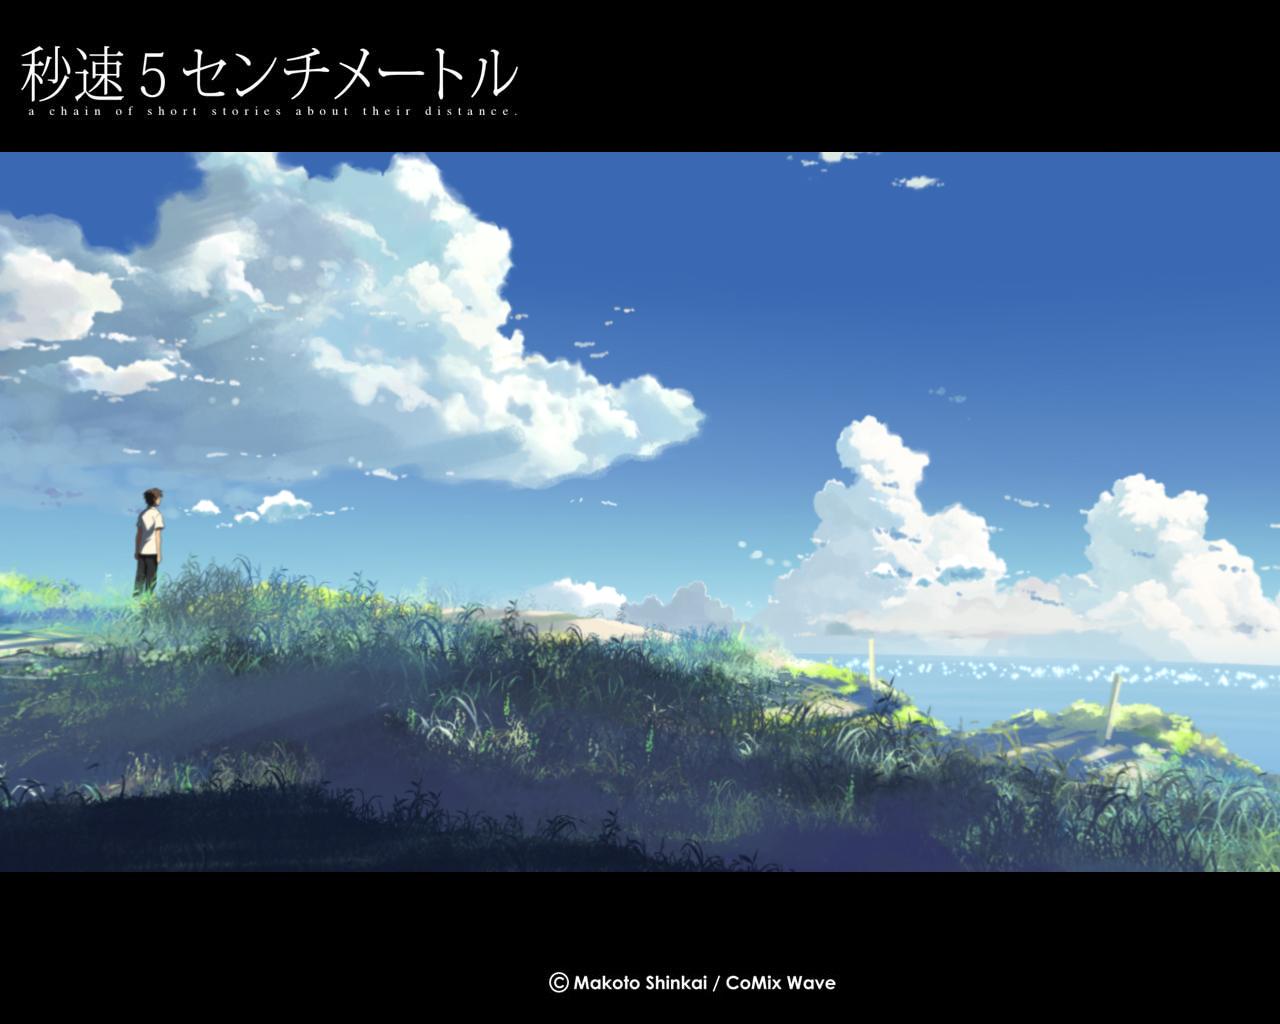 秒速5センチメートル
a chain of short stories about their distance.
© Makoto Shinkai / CoMix Wave